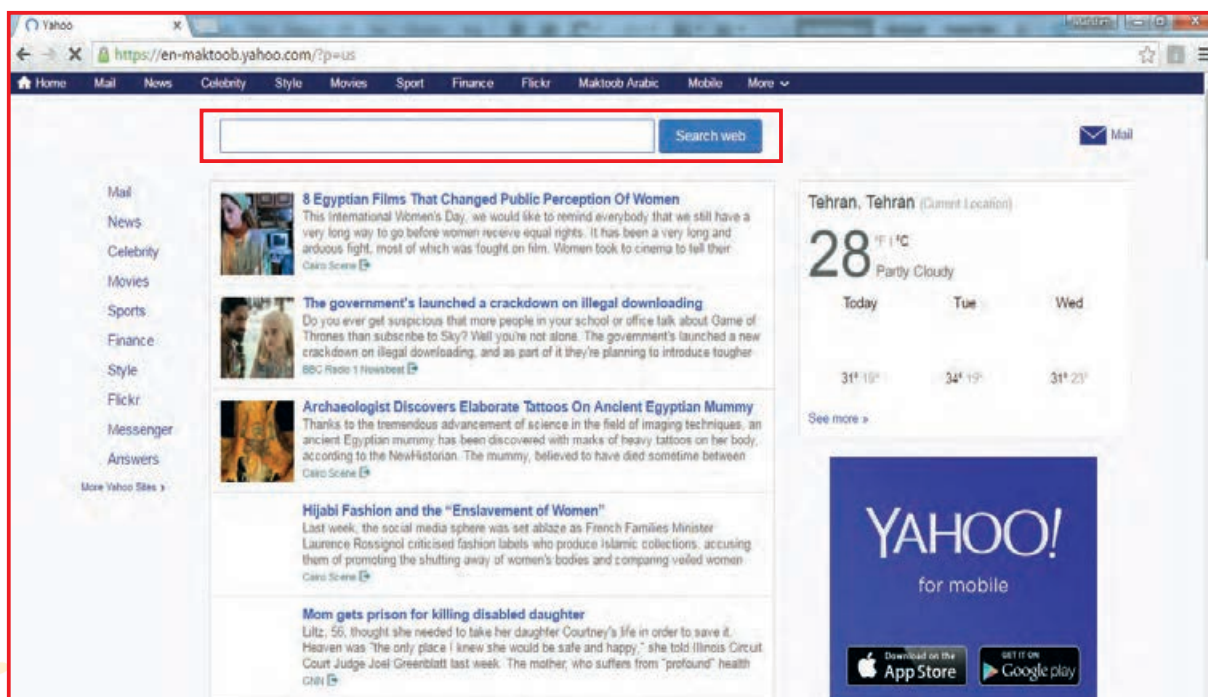 Yahoo
https://en-maktoob.yahoo.com/?p=us
Home Mail News Celebrity Style Movies Sport Finance Flickr Maktoob Arabic Mobile More
Search web
Mail
Mail
News
Celebrity
Movies
Sports
Finance
Style
Flickr
Messenger
Answers
More Yahoo Sites >
8 Egyptian Films That Changed Public Perception Of Women
This International Women's Day, we would like to remind everybody that we still have a
very long way to go before women receive equal rights. It has been a very long and
arduous fight, most of which was fought on film. Women took to cinema to tell their
Cairo Scene
The government's launched a crackdown on illegal downloading
Do you ever get suspicious that more people in your school or office talk about Game of
Thrones than subscribe to Sky? Well you're not alone. The government's launched a new
crackdown on illegal downloading, and as part of it they're planning to introduce tougher
BBC Radio 1 Newsbeat
Archaeologist Discovers Elaborate Tattoos On Ancient Egyptian Mummy
Thanks to the tremendous advancement of science in the field of imaging techniques, an
ancient Egyptian mummy has been discovered with marks of heavy tattoos on her body,
according to the NewHistorian. The mummy, believed to have died sometime between
Cairo Scene
Hijabi Fashion and the “Enslavement of Women”
Last week, the social media sphere was set ablaze as French Families Minister
Laurence Rossignol criticised fashion labels who produce Islamic collections, accusing
them of promoting the shutting away of women's bodies and comparing veiled women
Cairo Scene
Mom gets prison for killing disabled daughter
Liltz, 56, thought she needed to take her daughter Courtney's life in order to save it.
Heaven was "the only place I knew she would be safe and happy," she told Illinois Circuit
Court Judge Joel Greenblatt last week. The mother, who suffers from "profound" health
CNN
Tehran, Tehran (Current Location)
28 °F | °C
Partly Cloudy
Today Tue Wed
31° 19° 34° 19° 31° 23°
See more »
YAHOO!
for mobile
Download on the
App Store
GET IT ON
Google play